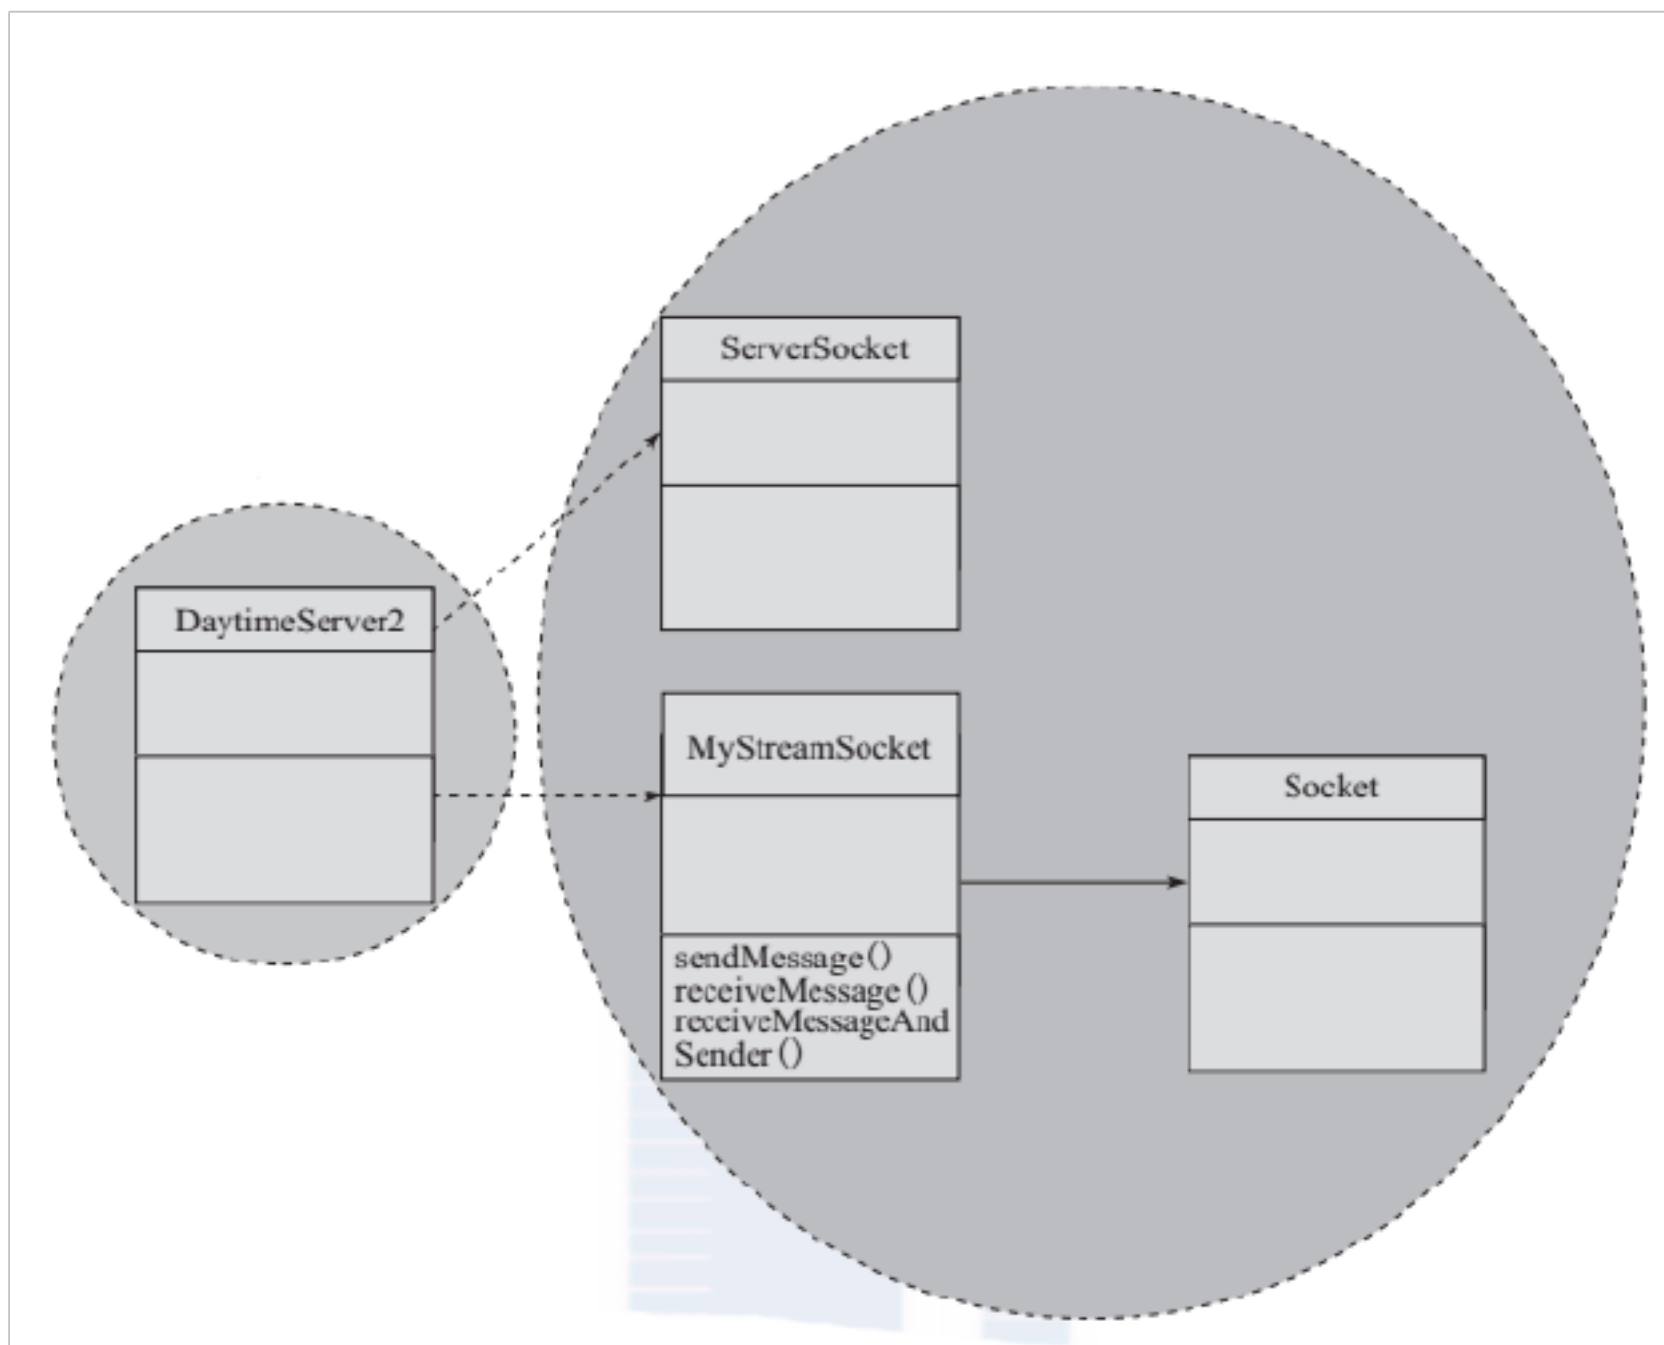 ServerSocket
DaytimeServer2
MyStreamSocket
Socket
sendMessage()
receiveMessage()
receiveMessageAnd
Sender()